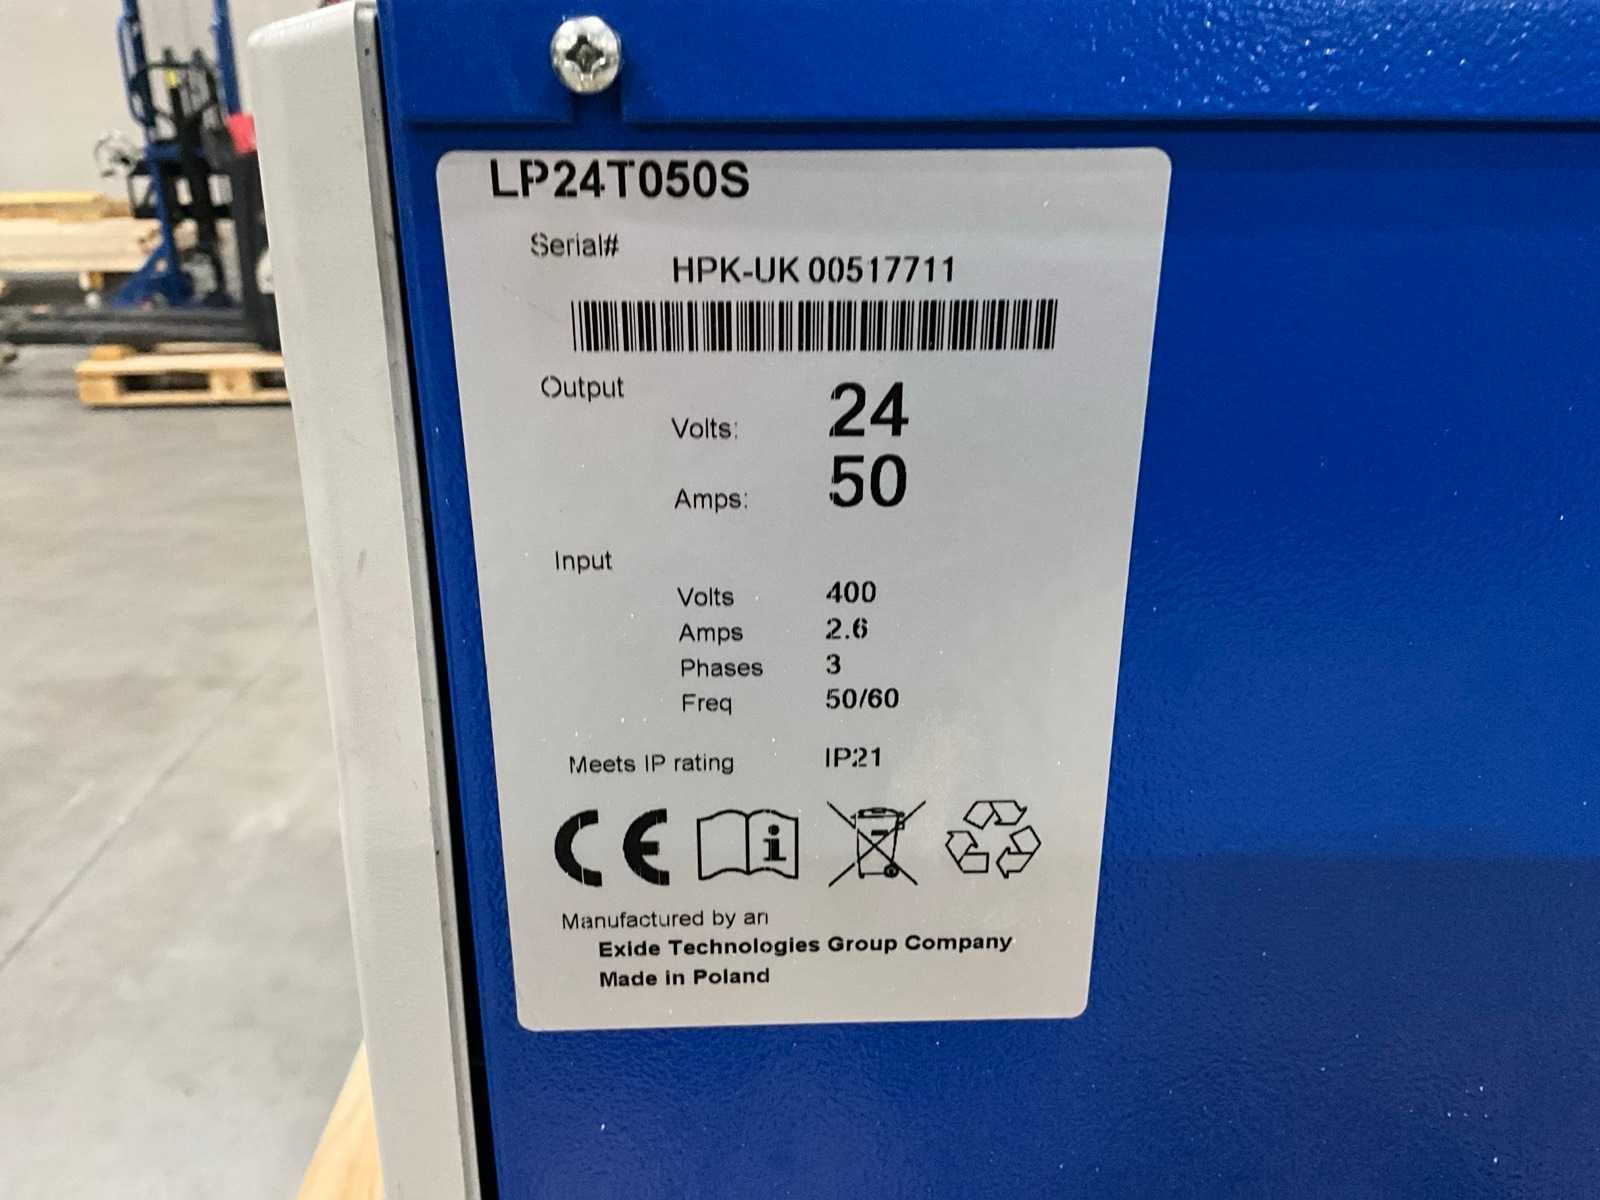 LP24T050S
Serial#
HPK-UK 00517711
Output
Volts: 24
Amps: 50
Input
Volts 400
Amps 2.6
Phases 3
Freq 50/60
Meets IP rating IP21
CE
Manufactured by an
Exide Technologies Group Company
Made in Poland